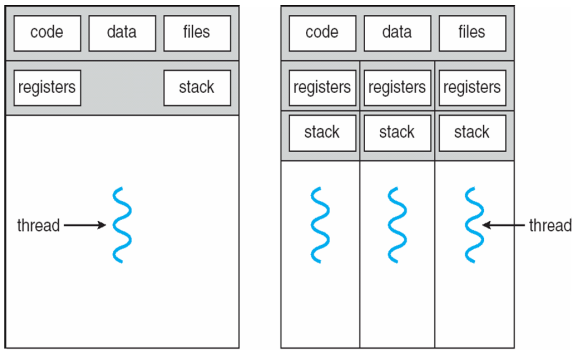 code data files
registers stack
thread
code data files
registers registers registers
stack stack stack
thread